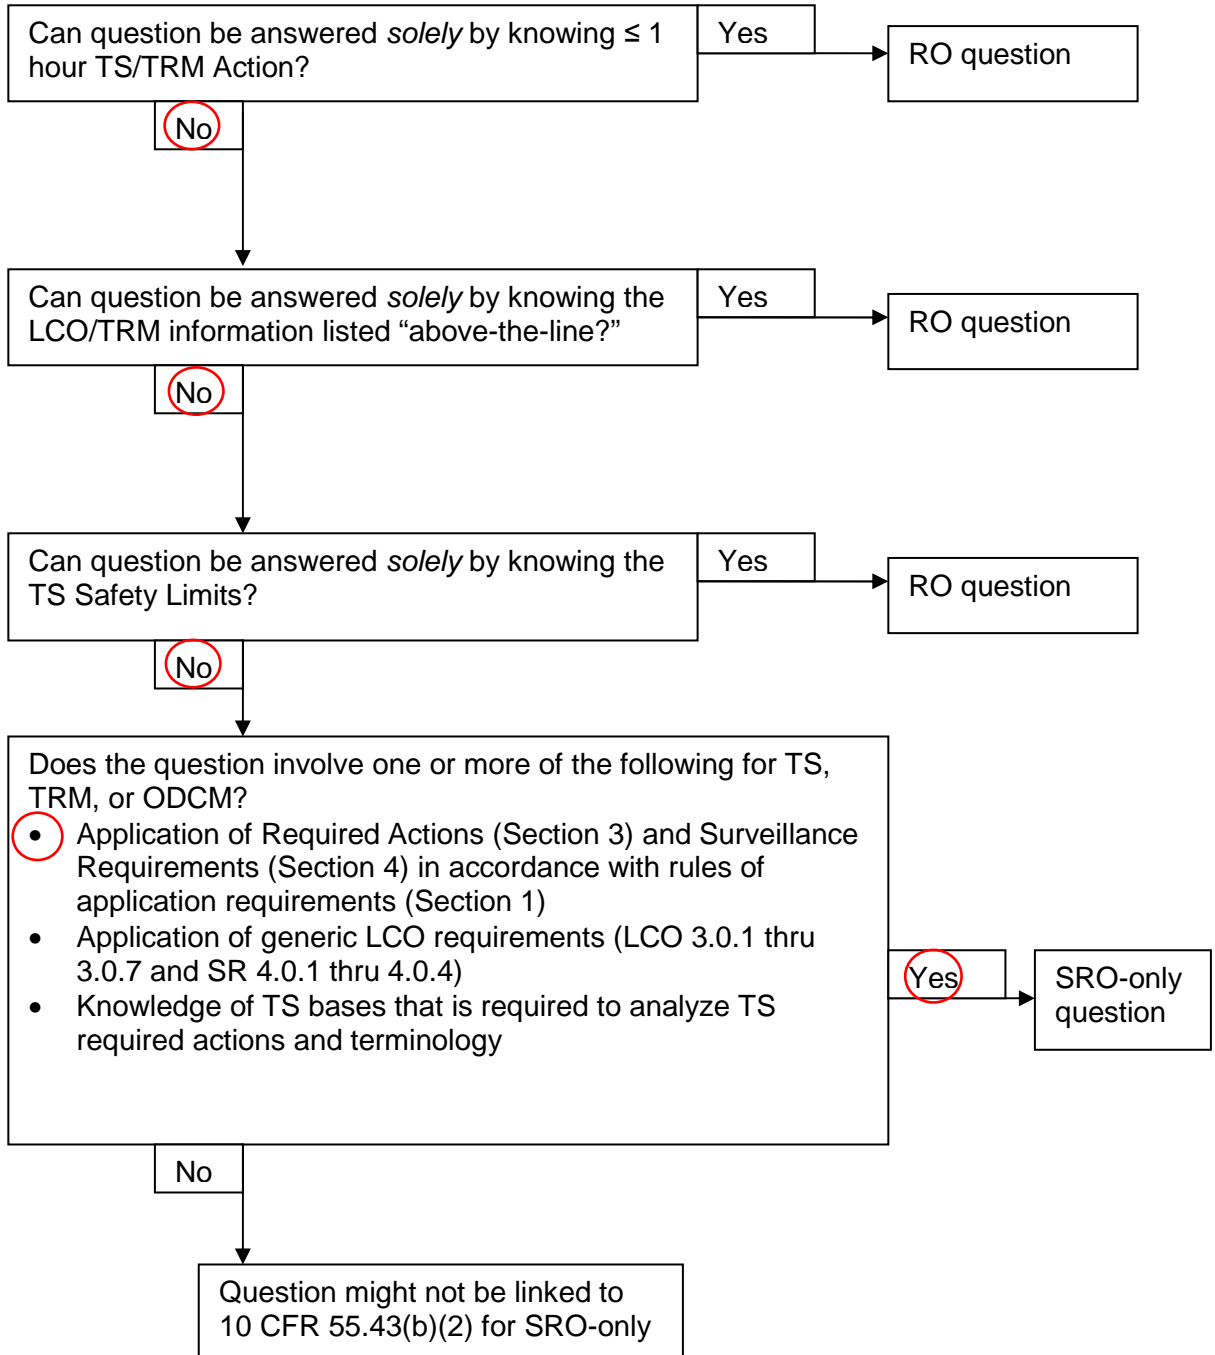 Can question be answered solely by knowing ≤ 1
hour TS/TRM Action?
Yes
RO question
No
Can question be answered solely by knowing the
LCO/TRM information listed “above-the-line?”
Yes
RO question
No
Can question be answered solely by knowing the
TS Safety Limits?
Yes
RO question
No
Does the question involve one or more of the following for TS,
TRM, or ODCM?
• Application of Required Actions (Section 3) and Surveillance
Requirements (Section 4) in accordance with rules of
application requirements (Section 1)
• Application of generic LCO requirements (LCO 3.0.1 thru
3.0.7 and SR 4.0.1 thru 4.0.4)
• Knowledge of TS bases that is required to analyze TS
required actions and terminology
Yes
SRO-only
question
No
Question might not be linked to
10 CFR 55.43(b)(2) for SRO-only